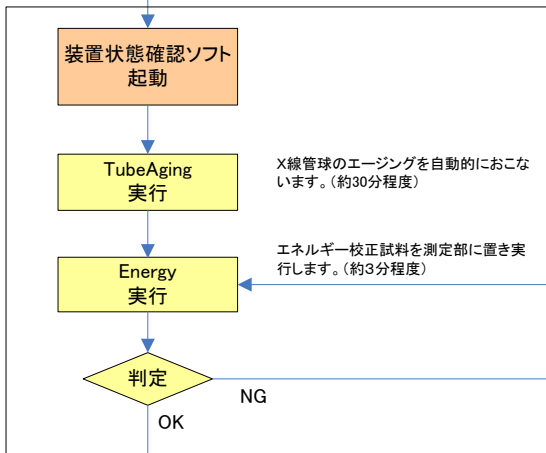 装置状態確認ソフト
起動
TubeAging
実行
X線管球のエージングを自動的におこな
います。(約30分程度)
Energy
実行
エネルギー校正試料を測定部に置き実
行します。(約3分程度)
判定
NG
OK